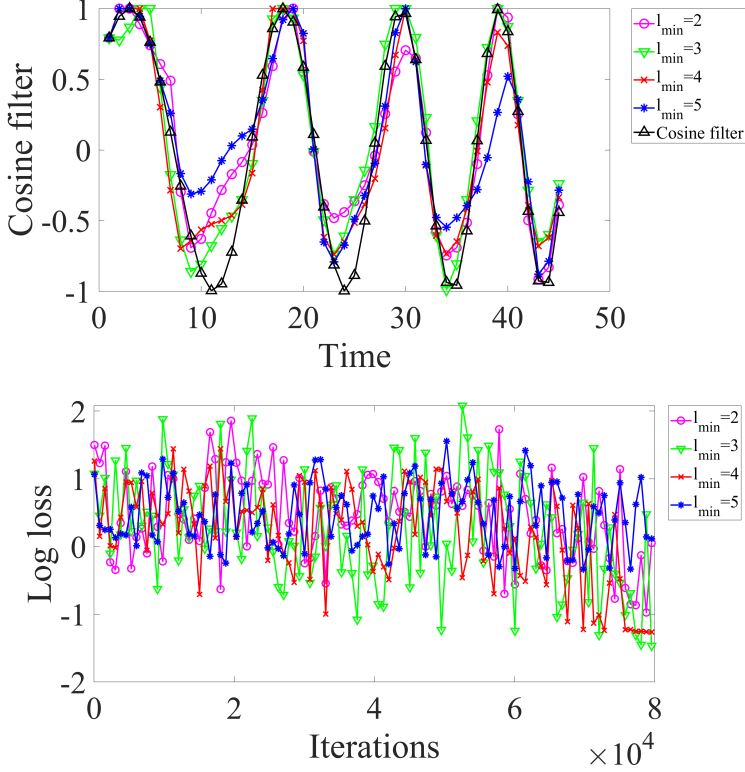 1
0.5
0
-0.5
-1
Cosine filter
0 10 20 30 40 50
Time
l_min=2
l_min=3
l_min=4
l_min=5
Cosine filter
2
1
0
-1
-2
Log loss
0 2 4 6 8
Iterations
×10^4
l_min=2
l_min=3
l_min=4
l_min=5